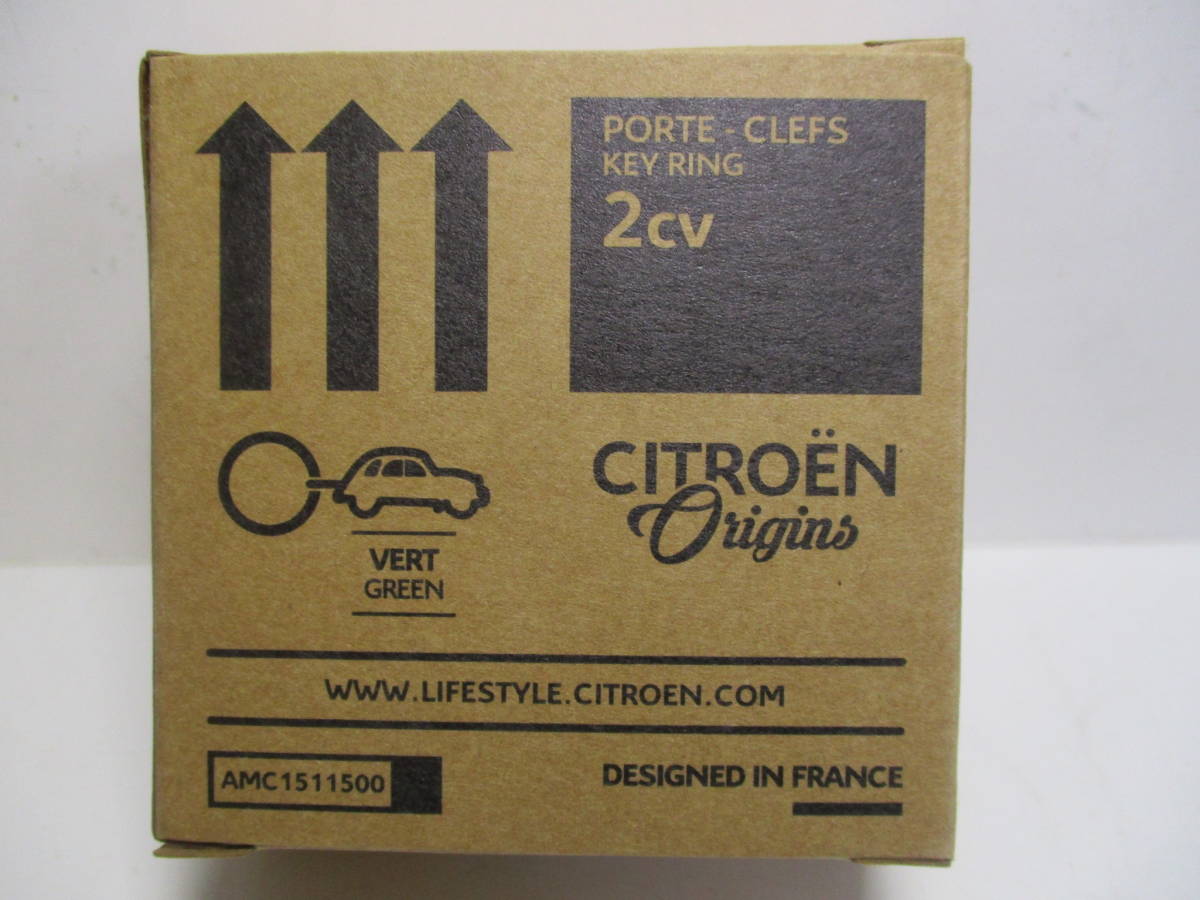 PORTE - CLEFS
KEY RING
2cv
CITROËN
Origins
VERT
GREEN
WWW.LIFESTYLE.CITROEN.COM
AMC1511500
DESIGNED IN FRANCE